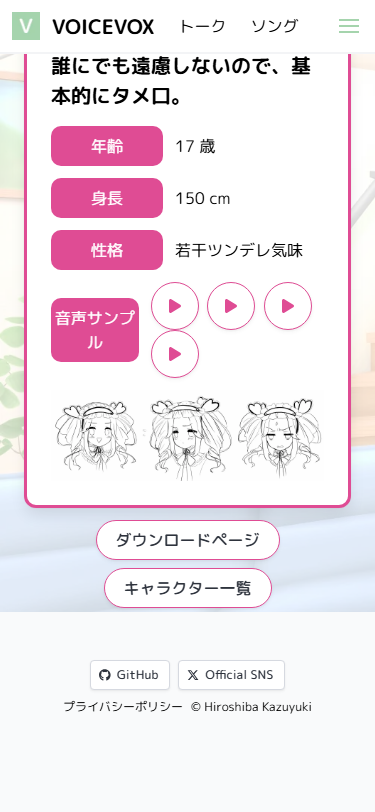 V VOICEVOX トーク ソング
誰にでも遠慮しないので、基
本的にタメ口。
年齢 17 歳
身長 150 cm
性格 若干ツンデレ気味
音声サンプ
ル
ダウンロードページ
キャラクター一覧
GitHub Official SNS
プライバシーポリシー © Hiroshiba Kazuyuki